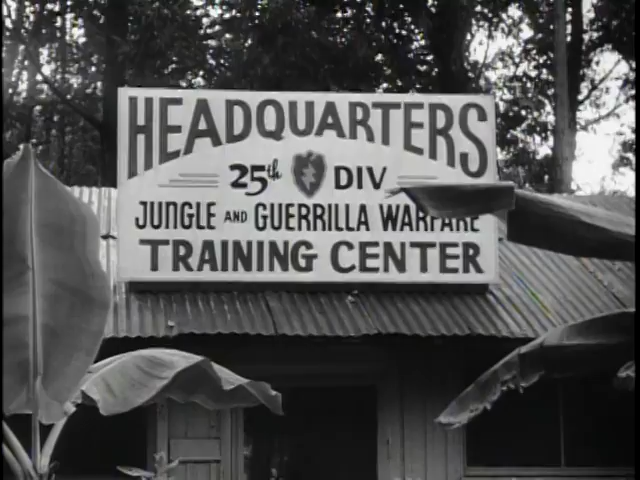 HEADQUARTERS
25th DIV
JUNGLE AND GUERRILLA WARFARE
TRAINING CENTER